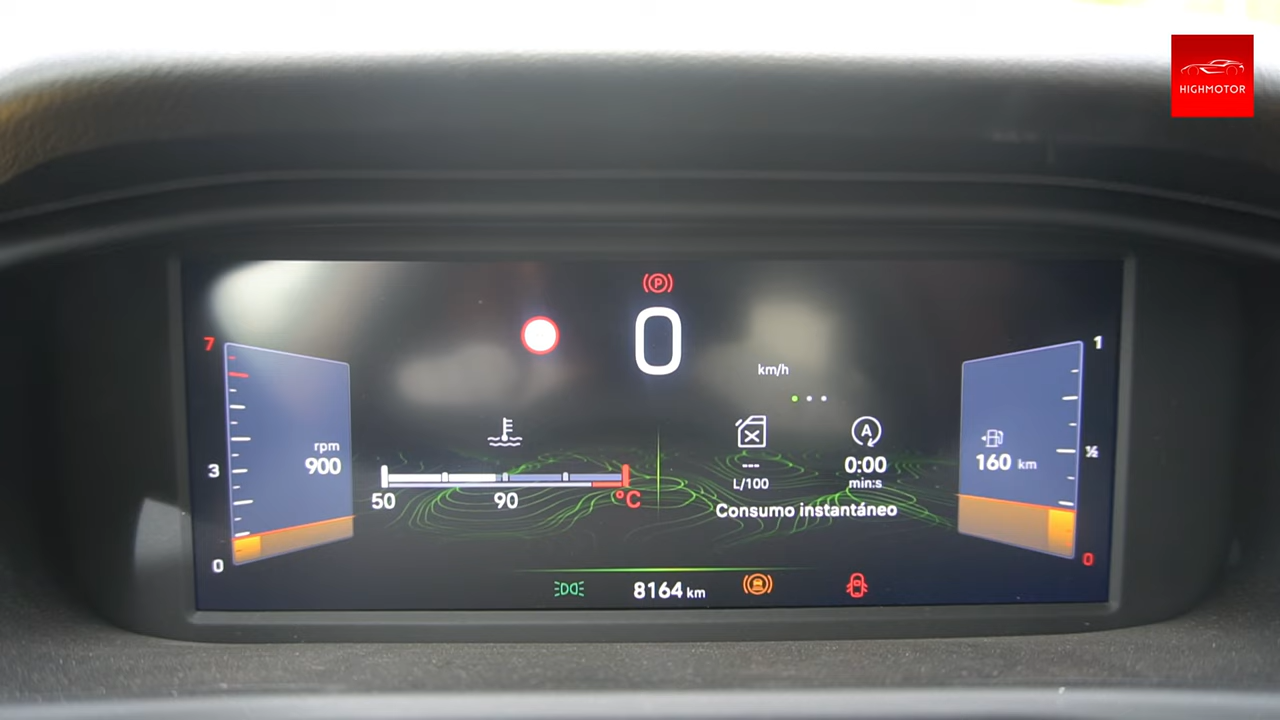 HIGHMOTOR
P
0
km/h
7
rpm
900
3
0
50
90
°C
---
L/100
A
0:00
min:s
Consumo instantáneo
1
½
160 km
0
8164 km